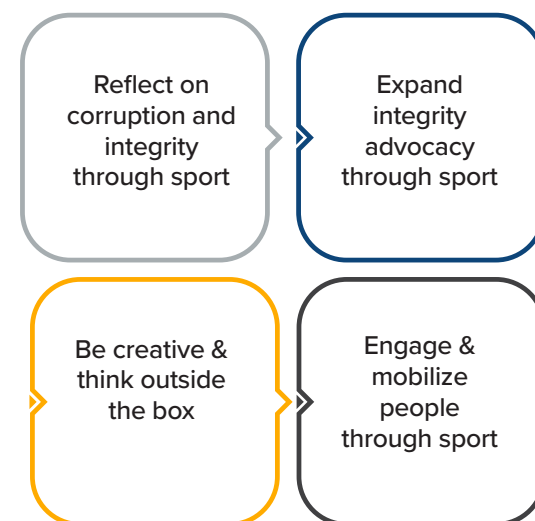 Reflect on
corruption and
integrity
through sport
Expand
integrity
advocacy
through sport
Be creative &
think outside
the box
Engage &
mobilize
people
through sport